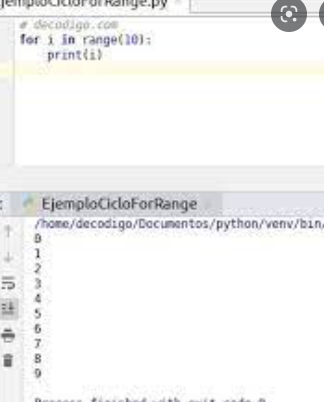 EjemploCicloForRange.py
# decodigo.com
for i in range(10):
    print(i)
EjemploCicloForRange
/home/decodigo/Documentos/python/venv/bin/
0
1
2
3
4
5
6
7
8
9
Process finished with exit code 0